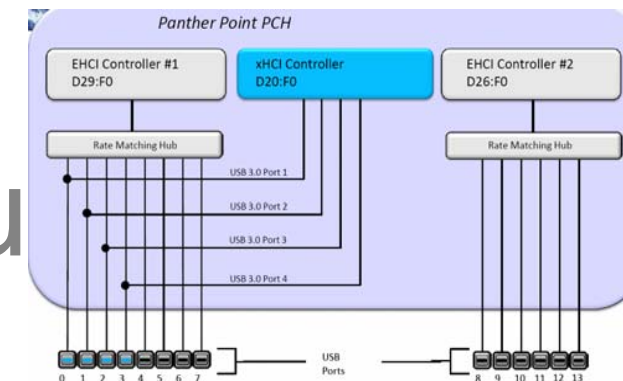 Panther Point PCH
EHCI Controller #1
D29:F0
xHCI Controller
D20:F0
EHCI Controller #2
D26:F0
Rate Matching Hub
Rate Matching Hub
USB 3.0 Port 1
USB 3.0 Port 2
USB 3.0 Port 3
USB 3.0 Port 4
USB
Ports
0 1 2 3 4 5 6 7
8 9 10 11 12 13